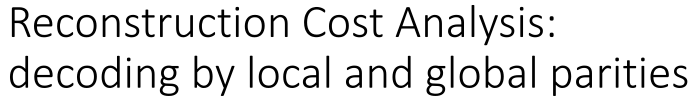 Reconstruction Cost Analysis:
decoding by local and global parities